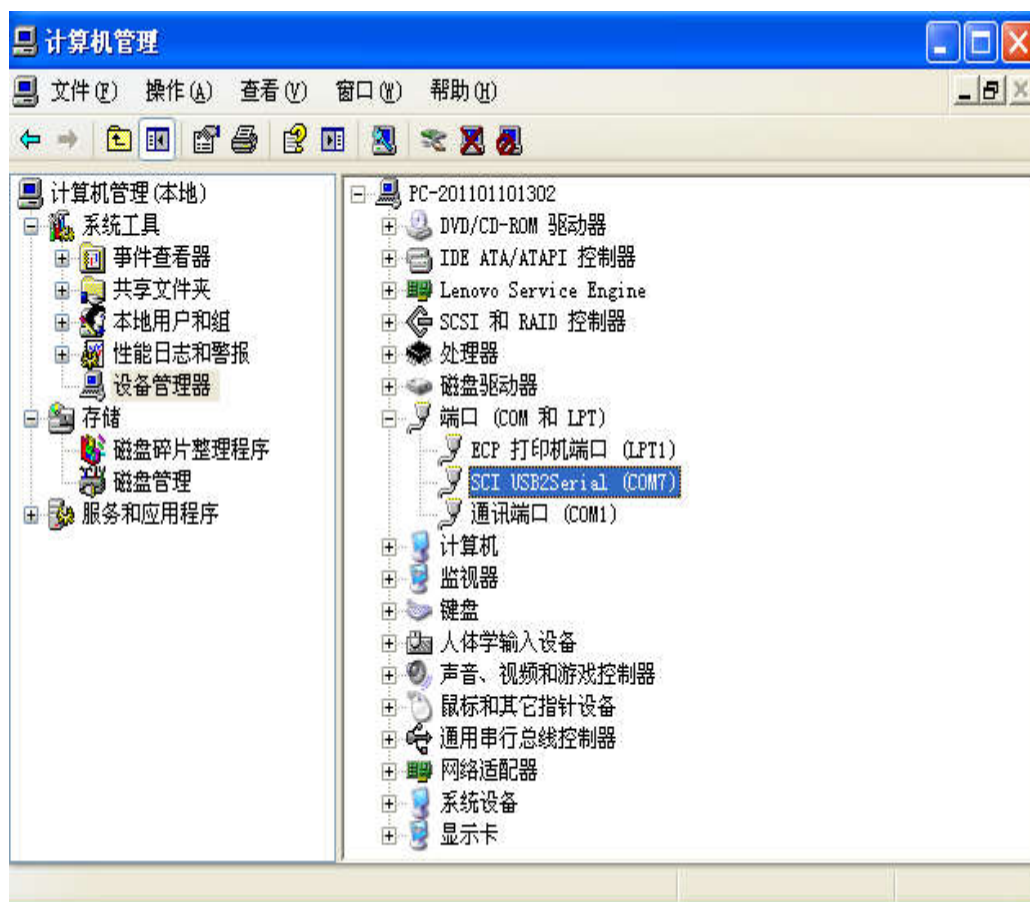 计算机管理
文件(F) 操作(A) 查看(V) 窗口(W) 帮助(H)
计算机管理(本地)
系统工具
事件查看器
共享文件夹
本地用户和组
性能日志和警报
设备管理器
存储
磁盘碎片整理程序
磁盘管理
服务和应用程序
PC-201101101302
DVD/CD-ROM 驱动器
IDE ATA/ATAPI 控制器
Lenovo Service Engine
SCSI 和 RAID 控制器
处理器
磁盘驱动器
端口 (COM 和 LPT)
ECP 打印机端口 (LPT1)
SCI USB2Serial (COM7)
通讯端口 (COM1)
计算机
监视器
键盘
人体学输入设备
声音、视频和游戏控制器
鼠标和其它指针设备
通用串行总线控制器
网络适配器
系统设备
显示卡